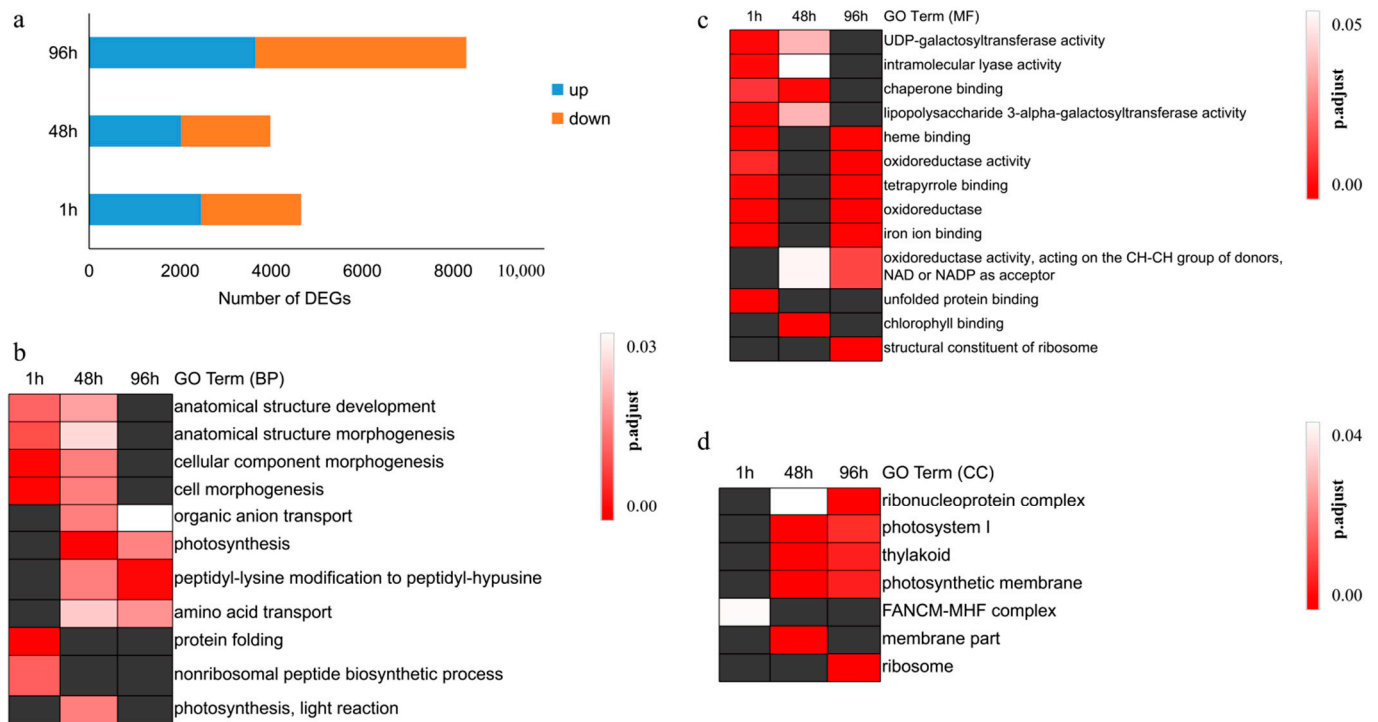 a
96h
48h
1h
up
down
0 2000 4000 6000 8000 10,000
Number of DEGs
b
1h 48h 96h GO Term (BP)
anatomical structure development
anatomical structure morphogenesis
cellular component morphogenesis
cell morphogenesis
organic anion transport
photosynthesis
peptidyl-lysine modification to peptidyl-hypusine
amino acid transport
protein folding
nonribosomal peptide biosynthetic process
photosynthesis, light reaction
0.03
0.00
p.adjust
c
1h 48h 96h GO Term (MF)
UDP-galactosyltransferase activity
intramolecular lyase activity
chaperone binding
lipopolysaccharide 3-alpha-galactosyltransferase activity
heme binding
oxidoreductase activity
tetrapyrrole binding
oxidoreductase
iron ion binding
oxidoreductase activity, acting on the CH-CH group of donors,
NAD or NADP as acceptor
unfolded protein binding
chlorophyll binding
structural constituent of ribosome
0.05
0.00
p.adjust
d
1h 48h 96h GO Term (CC)
ribonucleoprotein complex
photosystem I
thylakoid
photosynthetic membrane
FANCM-MHF complex
membrane part
ribosome
0.04
0.00
p.adjust